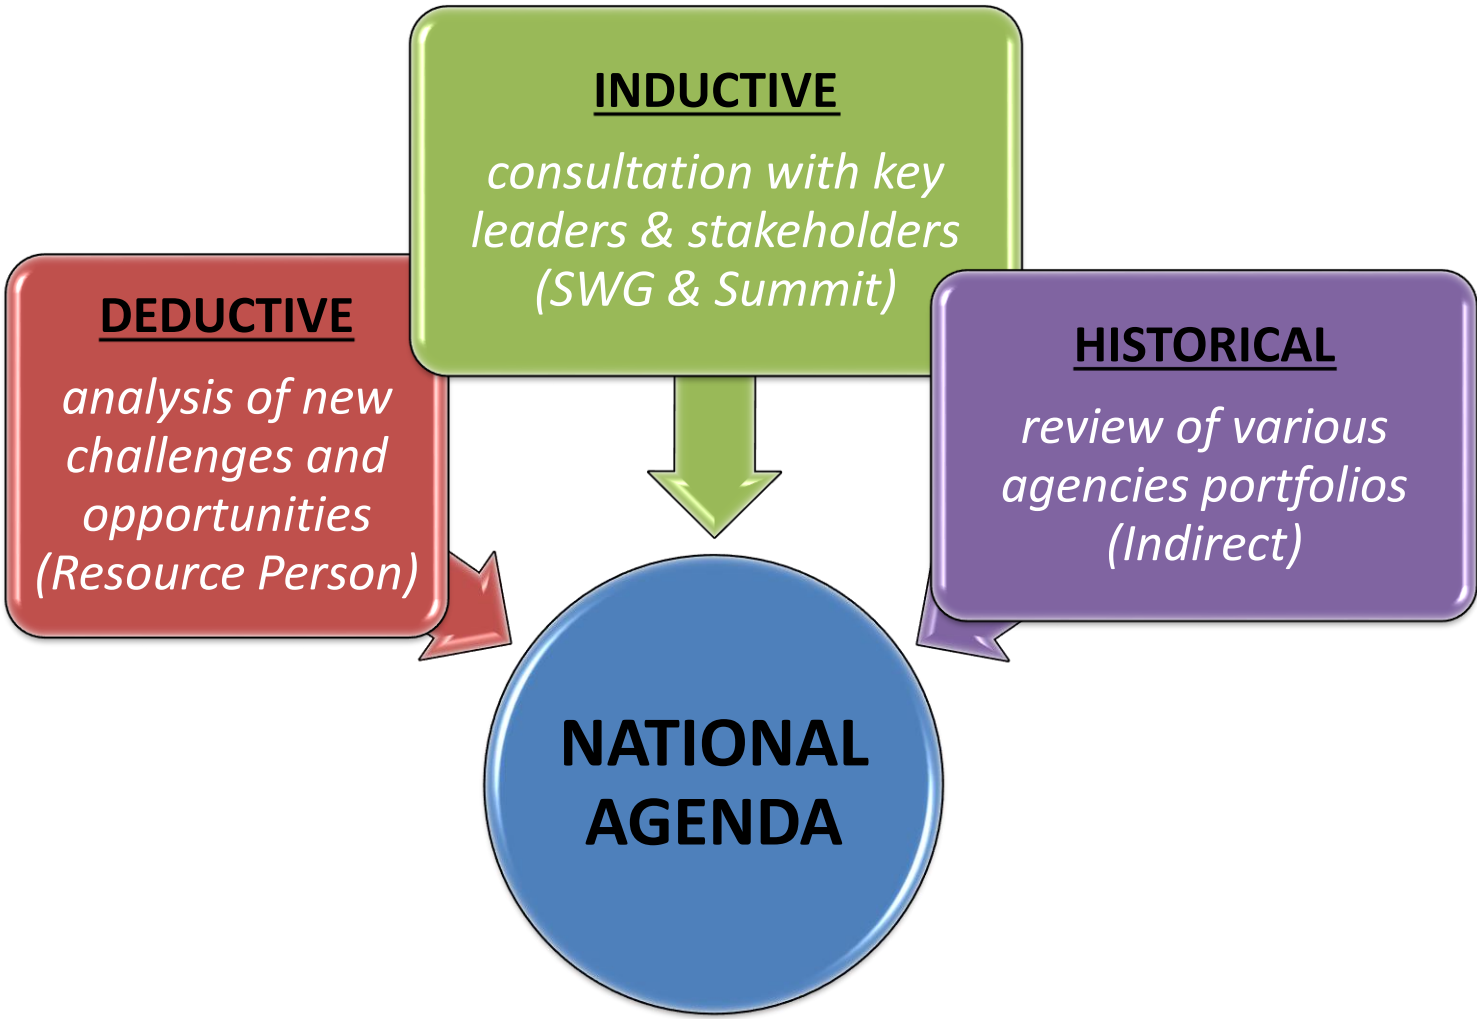 INDUCTIVE
consultation with key
leaders & stakeholders
(SWG & Summit)
DEDUCTIVE
analysis of new
challenges and
opportunities
(Resource Person)
HISTORICAL
review of various
agencies portfolios
(Indirect)
NATIONAL
AGENDA